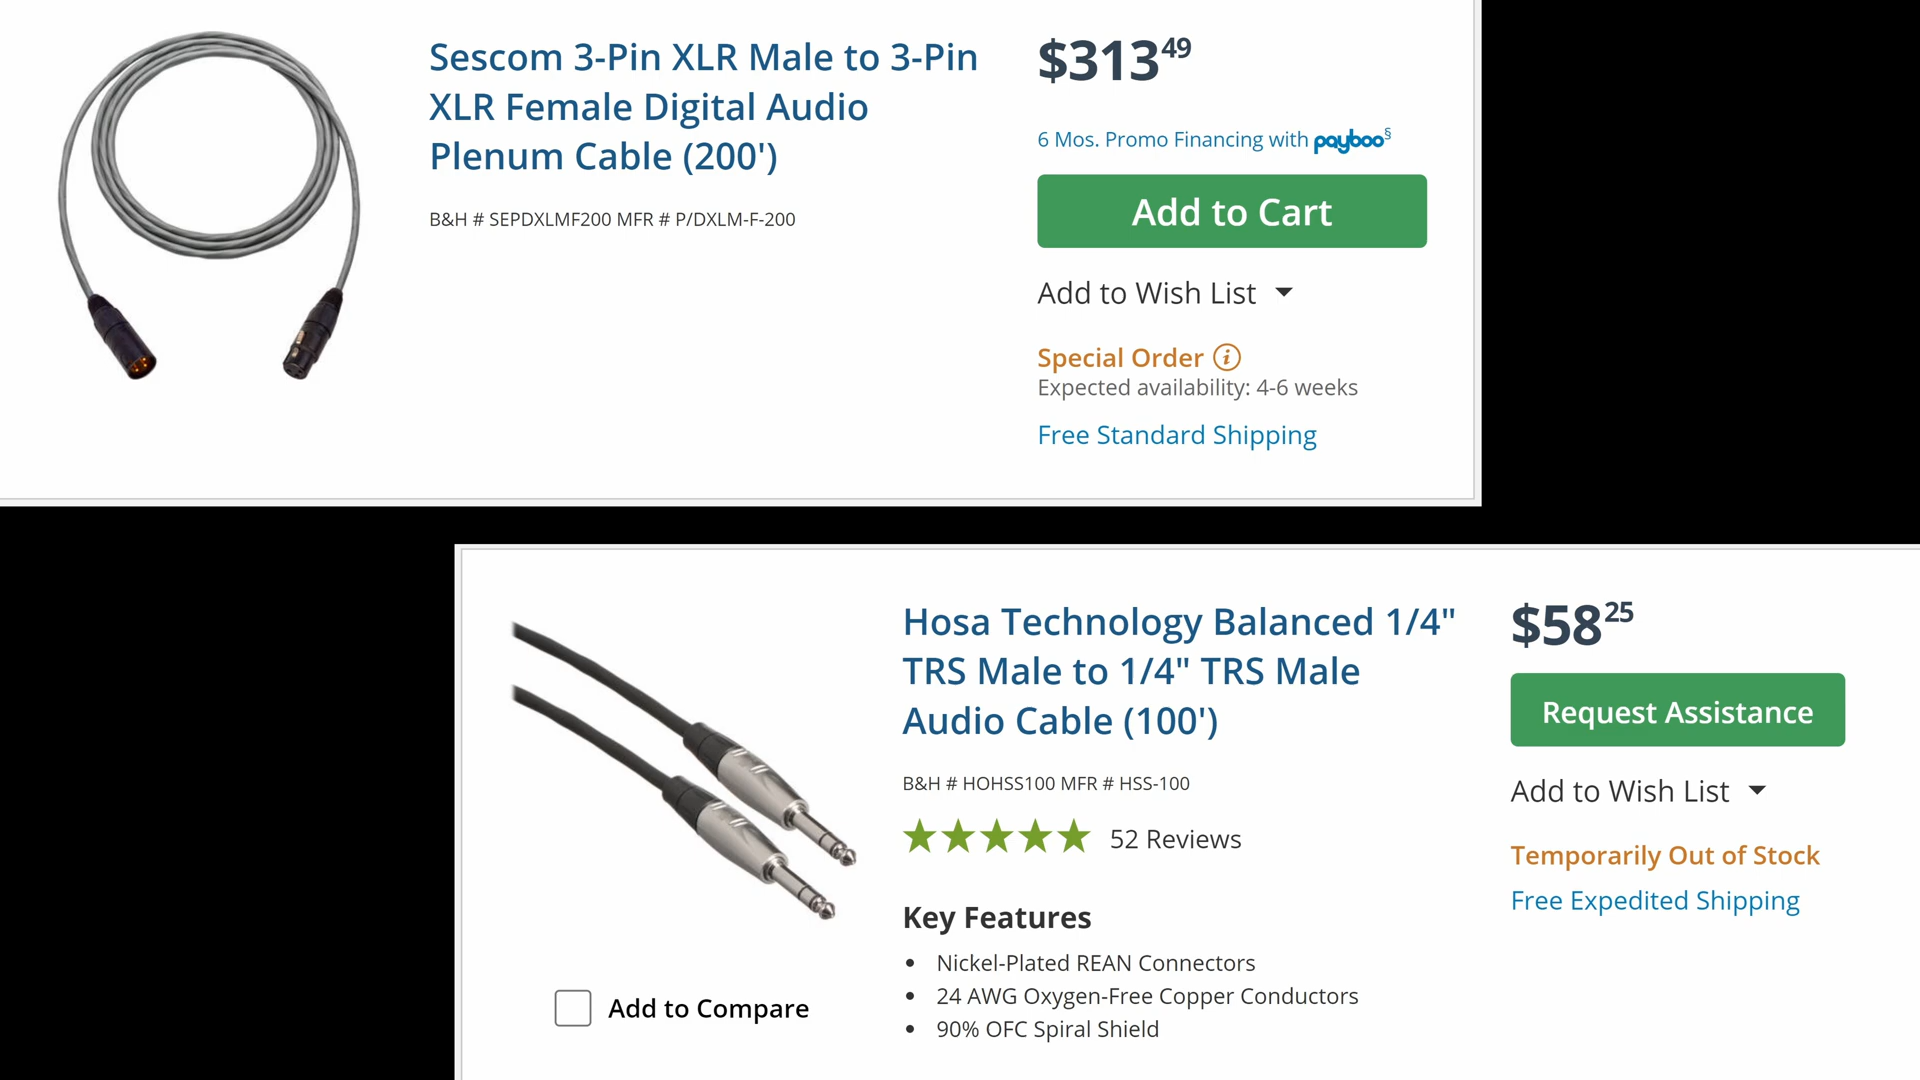 Sescom 3-Pin XLR Male to 3-Pin
XLR Female Digital Audio
Plenum Cable (200')
B&H # SEPDXLMF200 MFR # P/DXLM-F-200
$313.49
6 Mos. Promo Financing with payboo§
Add to Cart
Add to Wish List
Special Order
Expected availability: 4-6 weeks
Free Standard Shipping
Hosa Technology Balanced 1/4"
TRS Male to 1/4" TRS Male
Audio Cable (100')
B&H # HOHSS100 MFR # HSS-100
52 Reviews
Key Features
• Nickel-Plated REAN Connectors
• 24 AWG Oxygen-Free Copper Conductors
• 90% OFC Spiral Shield
Add to Compare
$58.25
Request Assistance
Add to Wish List
Temporarily Out of Stock
Free Expedited Shipping